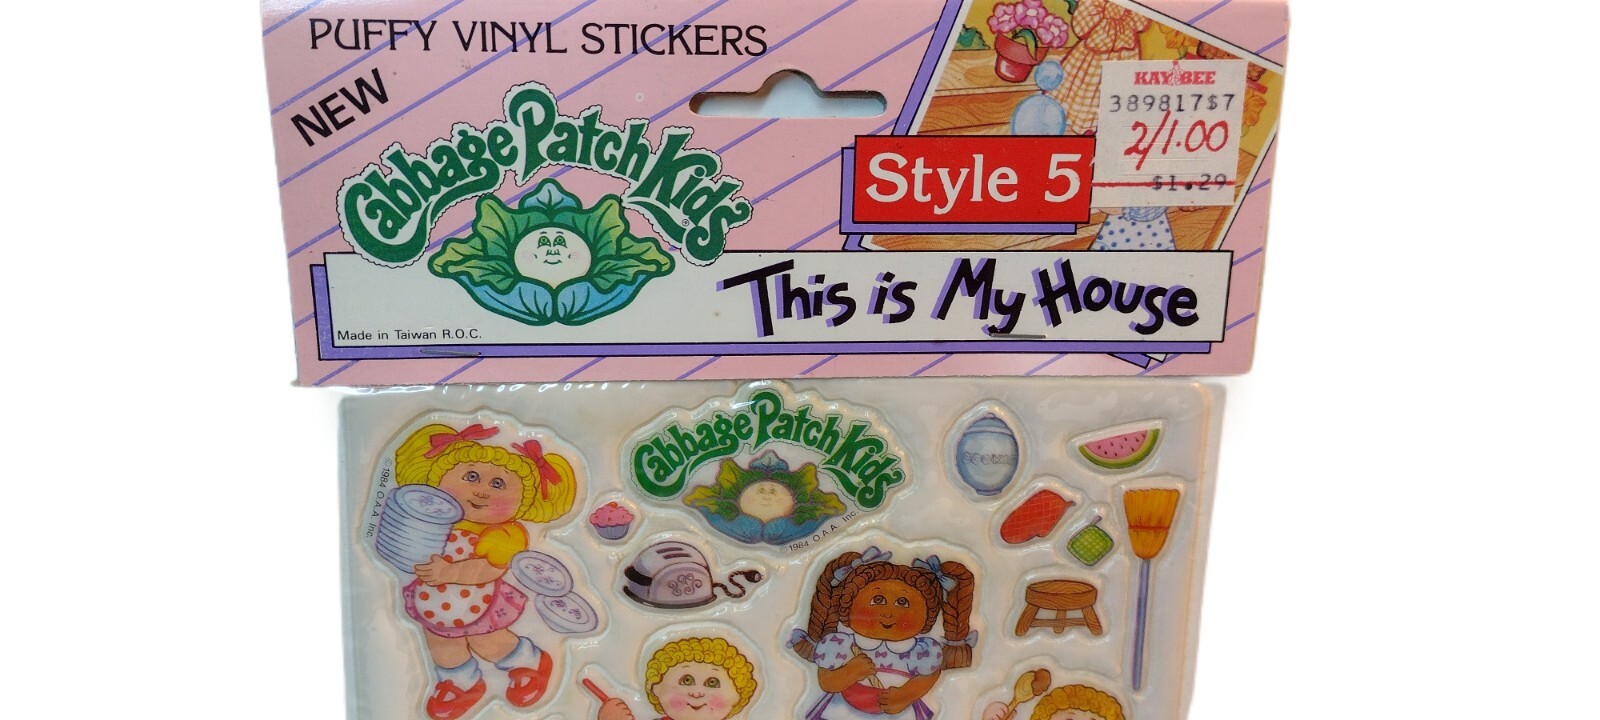 PUFFY VINYL STICKERS
NEW
Cabbage Patch Kids®
Style 5
KAY BEE
389817$7
2/1.00
$1.29
This is My House
Made in Taiwan R.O.C.
Cabbage Patch Kids
©1984 O.A.A. Inc.
©1984 O.A.A. Inc.
COOKIES